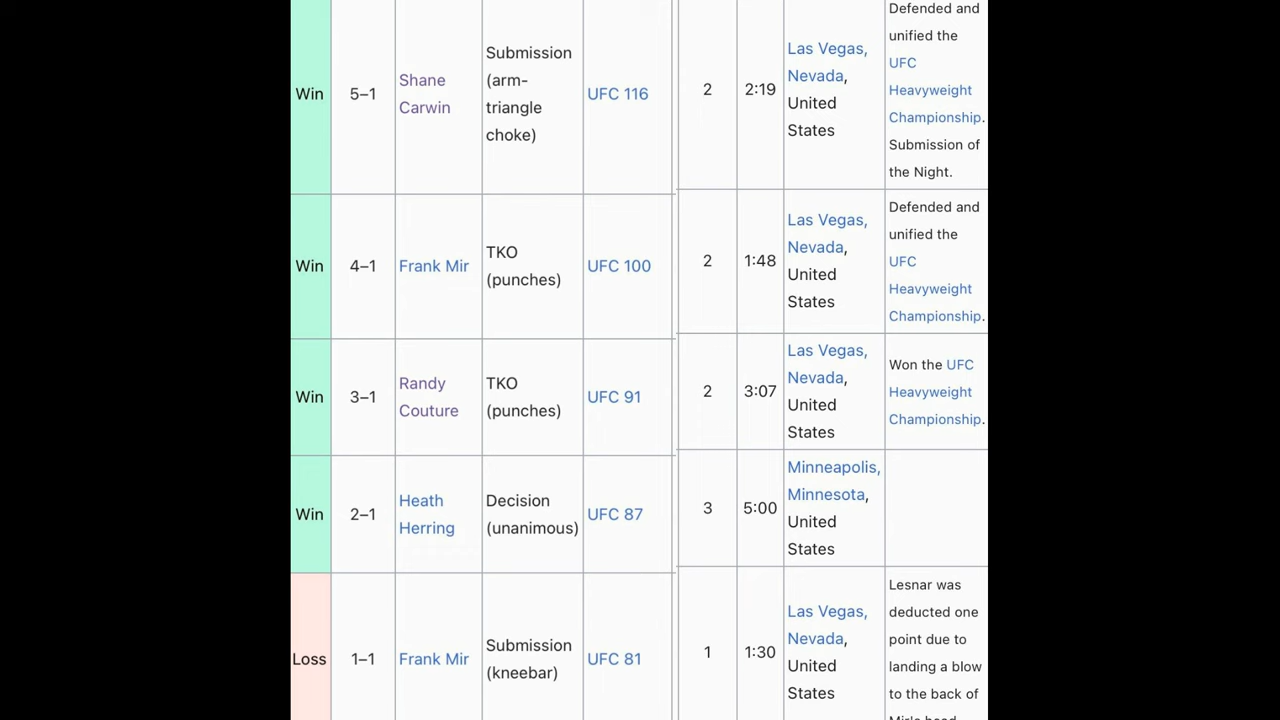 Win
5–1
Shane
Carwin
Submission
(arm-
triangle
choke)
UFC 116
2
2:19
Las Vegas,
Nevada,
United
States
Defended and
unified the
UFC
Heavyweight
Championship.
Submission of
the Night.
Win
4–1
Frank Mir
TKO
(punches)
UFC 100
2
1:48
Las Vegas,
Nevada,
United
States
Defended and
unified the
UFC
Heavyweight
Championship.
Win
3–1
Randy
Couture
TKO
(punches)
UFC 91
2
3:07
Las Vegas,
Nevada,
United
States
Won the UFC
Heavyweight
Championship.
Win
2–1
Heath
Herring
Decision
(unanimous)
UFC 87
3
5:00
Minneapolis,
Minnesota,
United
States
Loss
1–1
Frank Mir
Submission
(kneebar)
UFC 81
1
1:30
Las Vegas,
Nevada,
United
States
Lesnar was
deducted one
point due to
landing a blow
to the back of
Mir's head